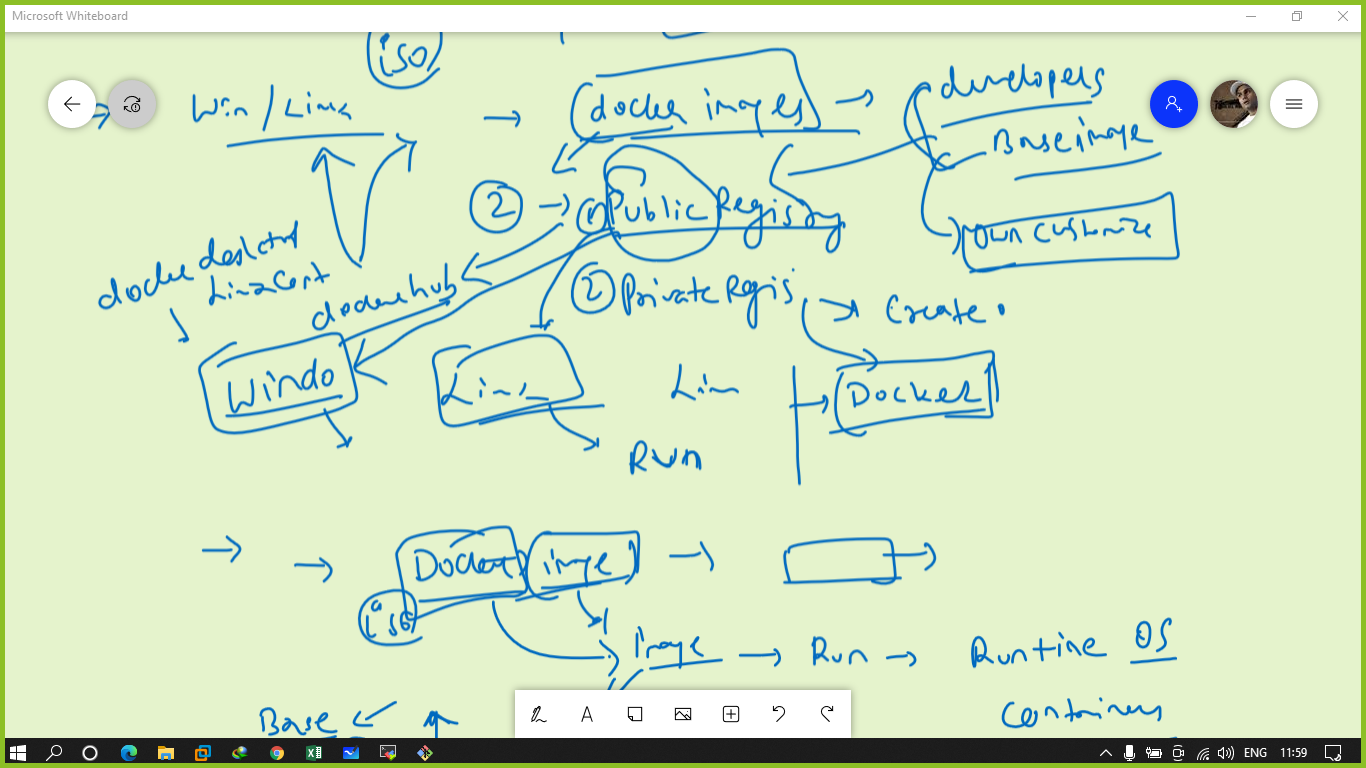 Microsoft Whiteboard
iso
Win / Linux
docker images
developers
Base image
② → ① Public Registry
own customize
docker desktop
Linux Cont
dockerhub
② Private Regis → Create
Windo
Lin
Docker
Run
Docker image
iso
image → Run → Runtime OS
Base
Containers
ENG 11:59